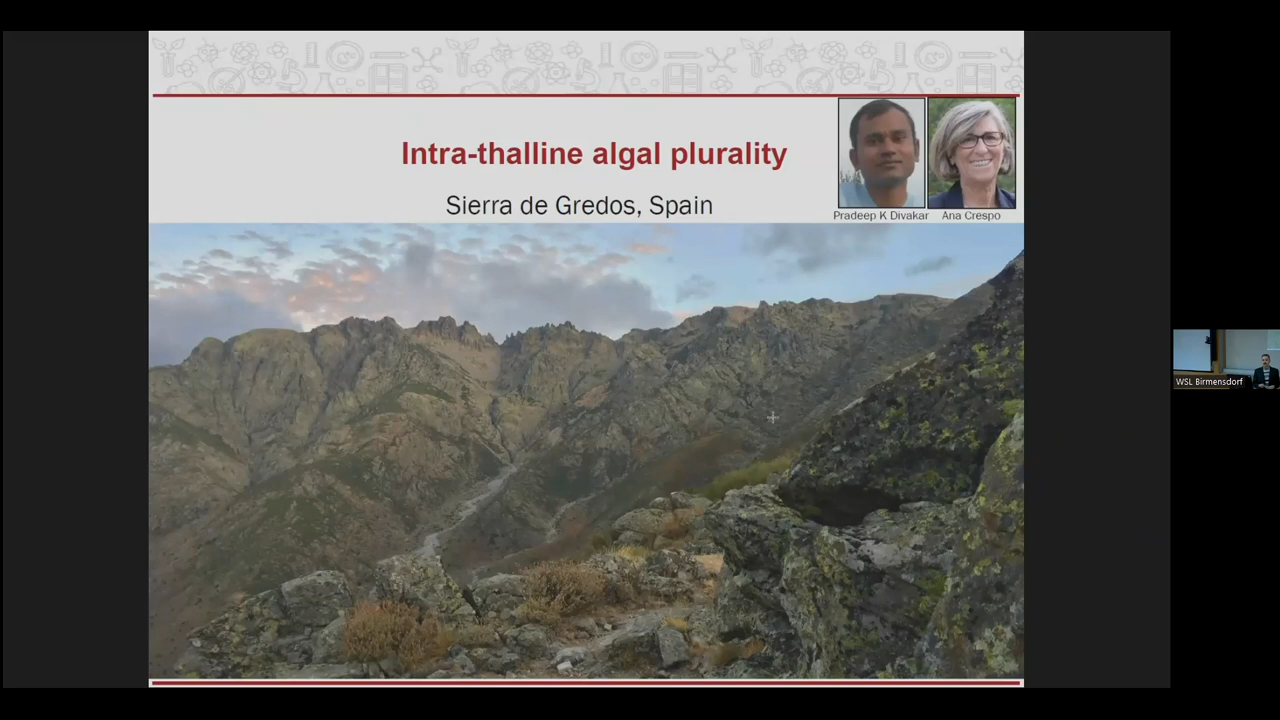 Intra-thalline algal plurality
Sierra de Gredos, Spain
Pradeep K Divakar
Ana Crespo
WSL Birmensdorf